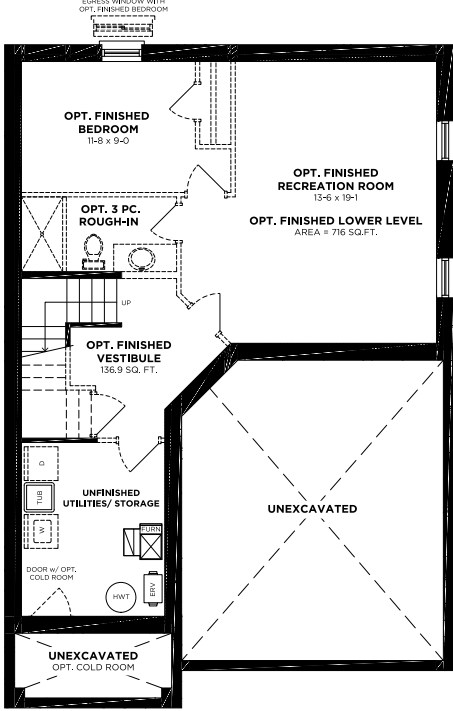 EGRESS WINDOW WITH
OPT. FINISHED BEDROOM
OPT. FINISHED
BEDROOM
11-8 x 9-0
OPT. FINISHED
RECREATION ROOM
13-6 x 19-1
OPT. FINISHED LOWER LEVEL
AREA = 716 SQ.FT.
OPT. 3 PC.
ROUGH-IN
UP
OPT. FINISHED
VESTIBULE
136.9 SQ. FT.
D
TUB
W
UNFINISHED
UTILITIES/ STORAGE
FURN
DOOR w/ OPT.
COLD ROOM
HWT
ERV
UNEXCAVATED
UNEXCAVATED
OPT. COLD ROOM